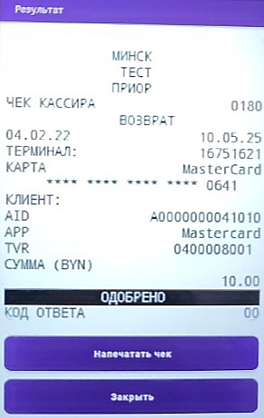 Результат
МИНСК
ТЕСТ
ПРИОР
ЧЕК КАССИРА 0180
ВОЗВРАТ
04.02.22 10.05.25
ТЕРМИНАЛ: 16751621
КАРТА MasterCard
**** **** **** **** 0641
КЛИЕНТ:
AID A0000000041010
APP Mastercard
TVR 0400008001
СУММА (BYN)
10.00
ОДОБРЕНО
КОД ОТВЕТА 00
Напечатать чек
Закрыть